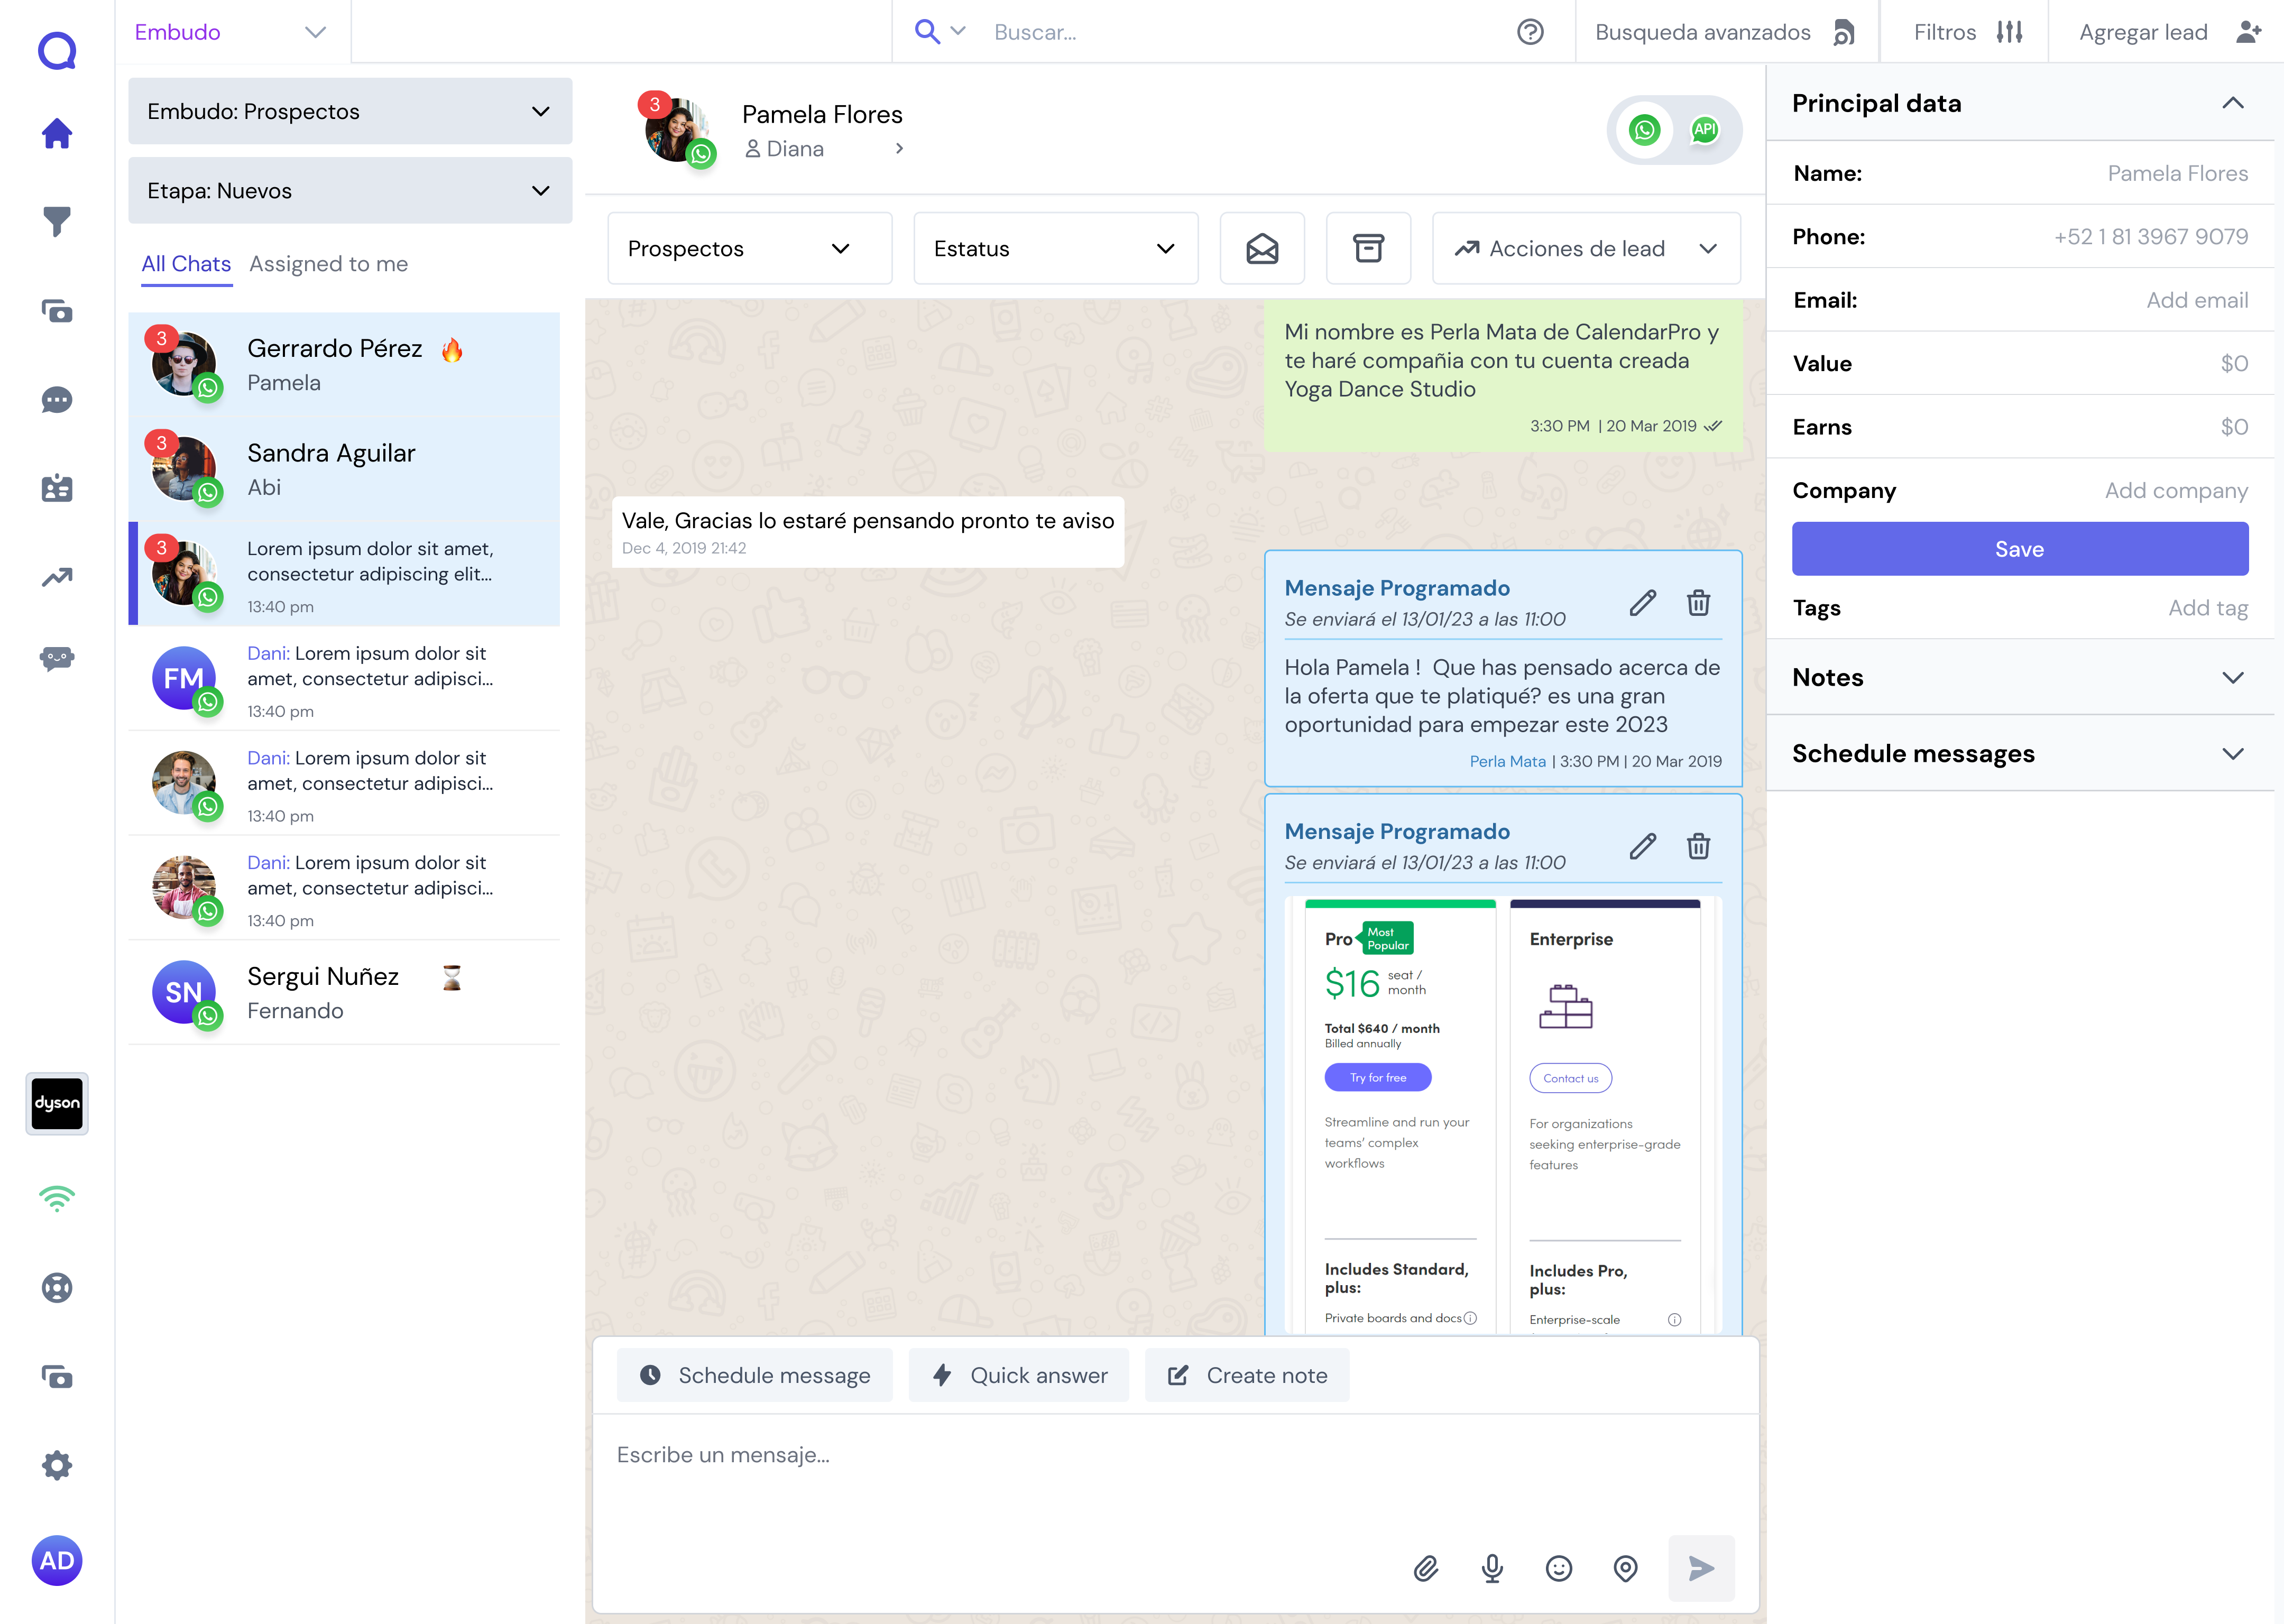 Embudo
Buscar...
Busqueda avanzados
Filtros
Agregar lead
Embudo: Prospectos
Etapa: Nuevos
All Chats
Assigned to me
3
Gerrardo Pérez
Pamela
3
Sandra Aguilar
Abi
3
Lorem ipsum dolor sit amet,
consectetur adipiscing elit...
13:40 pm
FM
Dani: Lorem ipsum dolor sit
amet, consectetur adipisci...
13:40 pm
Dani: Lorem ipsum dolor sit
amet, consectetur adipisci...
13:40 pm
Dani: Lorem ipsum dolor sit
amet, consectetur adipisci...
13:40 pm
SN
Sergui Nuñez
Fernando
dyson
AD
3
Pamela Flores
Diana
API
Prospectos
Estatus
Acciones de lead
Mi nombre es Perla Mata de CalendarPro y
te haré compañia con tu cuenta creada
Yoga Dance Studio
3:30 PM | 20 Mar 2019
Vale, Gracias lo estaré pensando pronto te aviso
Dec 4, 2019 21:42
Mensaje Programado
Se enviará el 13/01/23 a las 11:00
Hola Pamela ! Que has pensado acerca de
la oferta que te platiqué? es una gran
oportunidad para empezar este 2023
Perla Mata | 3:30 PM | 20 Mar 2019
Mensaje Programado
Se enviará el 13/01/23 a las 11:00
Pro
Most
Popular
$16
seat /
month
Total $640 / month
Billed annually
Try for free
Streamline and run your
teams’ complex
workflows
Includes Standard,
plus:
Private boards and docs
Enterprise
Contact us
For organizations
seeking enterprise-grade
features
Includes Pro,
plus:
Enterprise-scale
Schedule message
Quick answer
Create note
Escribe un mensaje...
Principal data
Name:
Pamela Flores
Phone:
+52 1 81 3967 9079
Email:
Add email
Value
$0
Earns
$0
Company
Add company
Save
Tags
Add tag
Notes
Schedule messages